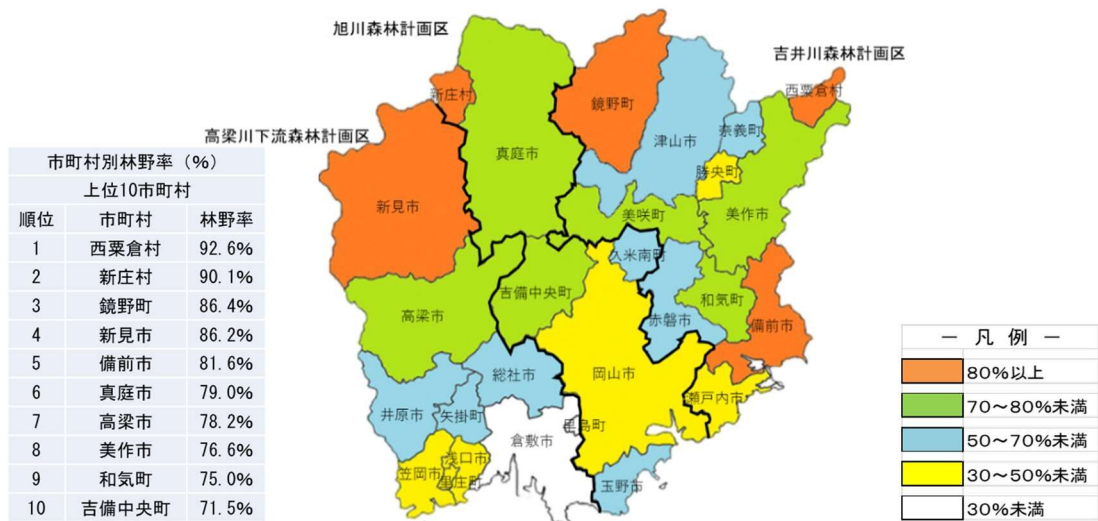 旭川森林計画区
吉井川森林計画区
高梁川下流森林計画区
市町村別林野率（%）
上位10市町村
順位 市町村 林野率
1 西粟倉村 92.6%
2 新庄村 90.1%
3 鏡野町 86.4%
4 新見市 86.2%
5 備前市 81.6%
6 真庭市 79.0%
7 高梁市 78.2%
8 美作市 76.6%
9 和気町 75.0%
10 吉備中央町 71.5%
新庄村
鏡野町
西粟倉村
真庭市
津山市
奈義町
勝央町
新見市
美咲町
美作市
久米南町
吉備中央町
和気町
高梁市
赤磐市
備前市
総社市
岡山市
井原市
矢掛町
瀬戸内市
早島町
倉敷市
浅口市
笠岡市
里庄町
玉野市
－ 凡 例 －
80%以上
70～80%未満
50～70%未満
30～50%未満
30%未満